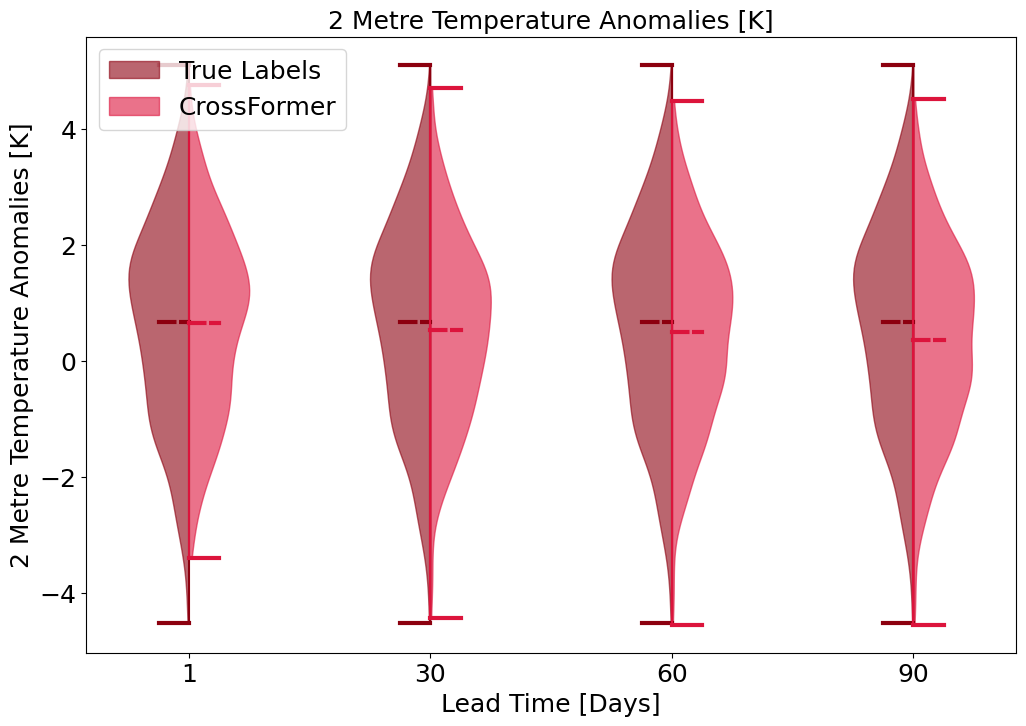 2 Metre Temperature Anomalies [K]
True Labels
CrossFormer
2 Metre Temperature Anomalies [K]
4
2
0
−2
−4
1 30 60 90
Lead Time [Days]